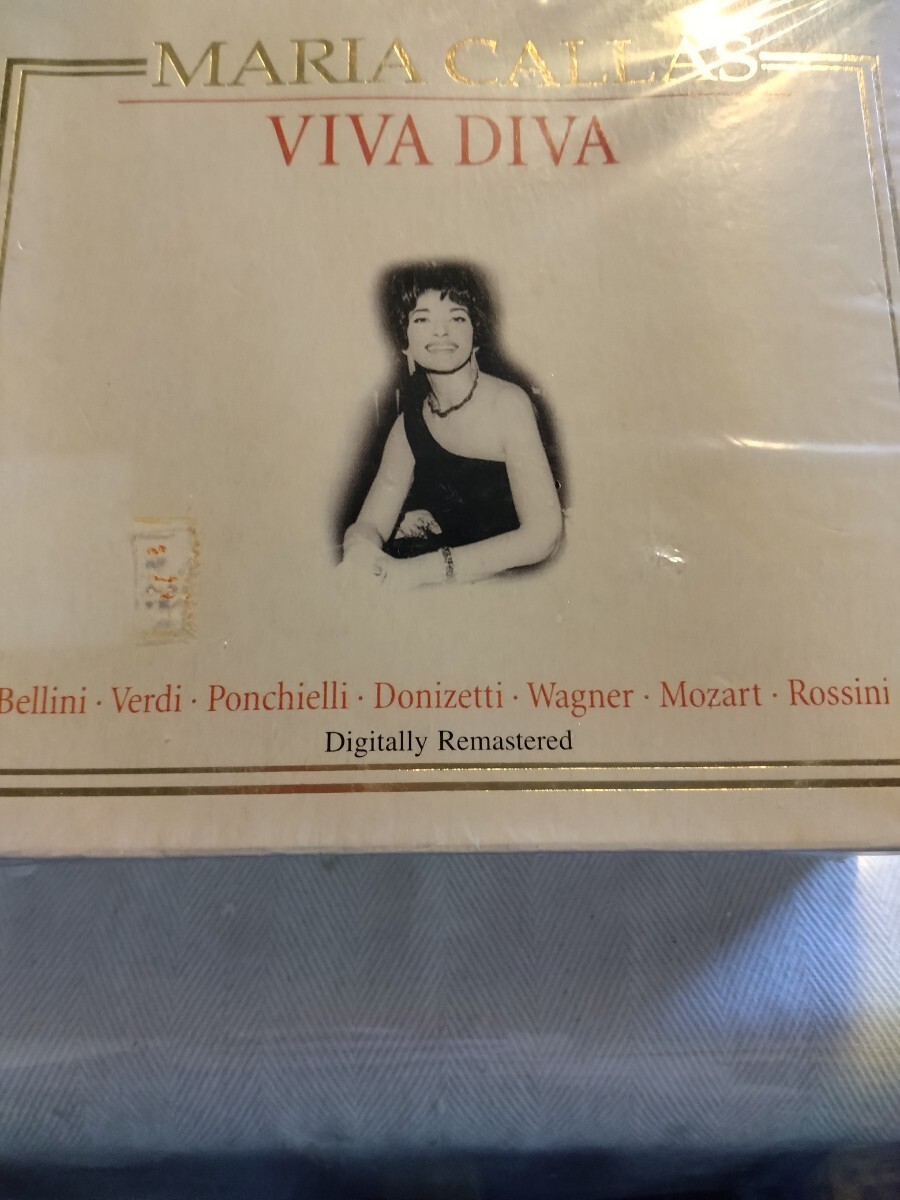 MARIA CALLAS
VIVA DIVA
Bellini · Verdi · Ponchielli · Donizetti · Wagner · Mozart · Rossini
Digitally Remastered